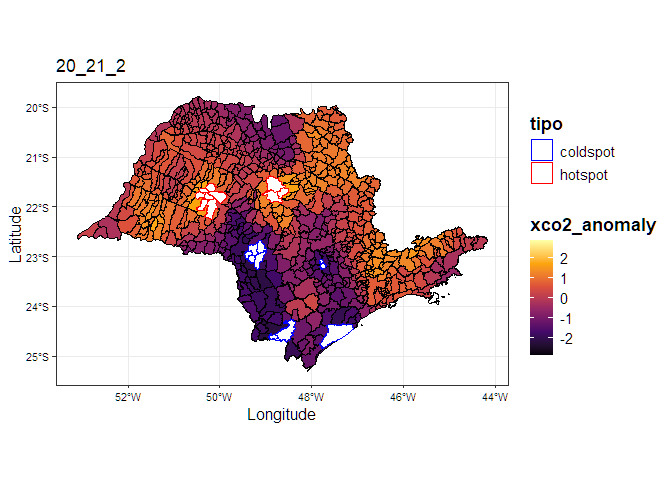 20_21_2
20°S
21°S
22°S
23°S
24°S
25°S
Latitude
52°W
50°W
48°W
46°W
44°W
Longitude
tipo
coldspot
hotspot
xco2_anomaly
2
1
0
-1
-2